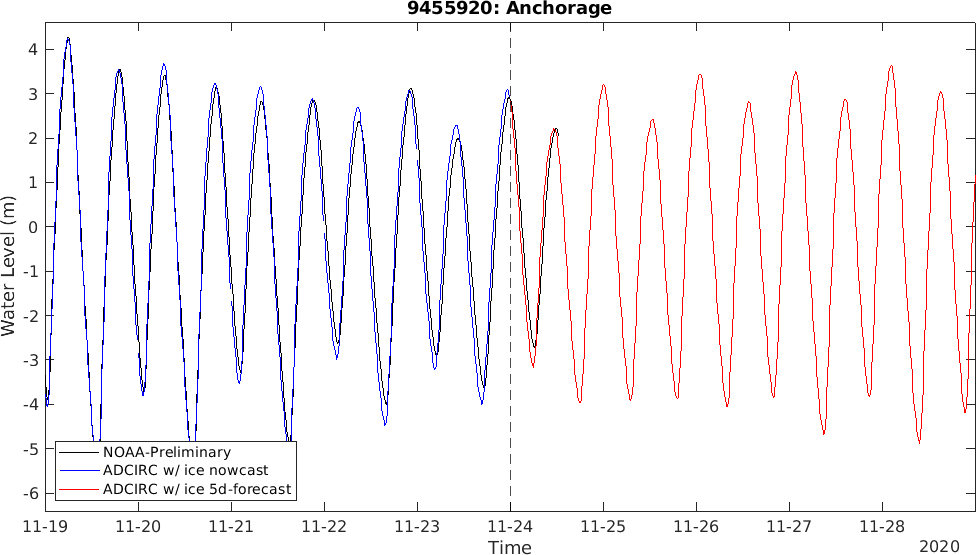 9455920: Anchorage
Water Level (m)
4
3
2
1
0
-1
-2
-3
-4
-5
-6
NOAA-Preliminary
ADCIRC w/ ice nowcast
ADCIRC w/ ice 5d-forecast
11-19 11-20 11-21 11-22 11-23 11-24 11-25 11-26 11-27 11-28
Time
2020